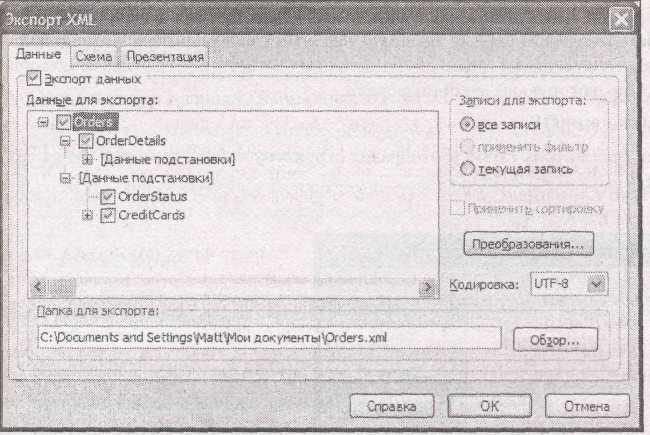 Экспорт XML
Данные Схема Презентация
Экспорт данных
Данные для экспорта:
Orders
OrderDetails
[Данные подстановки]
[Данные подстановки]
OrderStatus
CreditCards
Записи для экспорта:
все записи
применить фильтр
текущая запись
Применить сортировку
Преобразования...
Кодировка: UTF-8
Папка для экспорта:
C:\Documents and Settings\Matt\Мои документы\Orders.xml
Обзор...
Справка OK Отмена